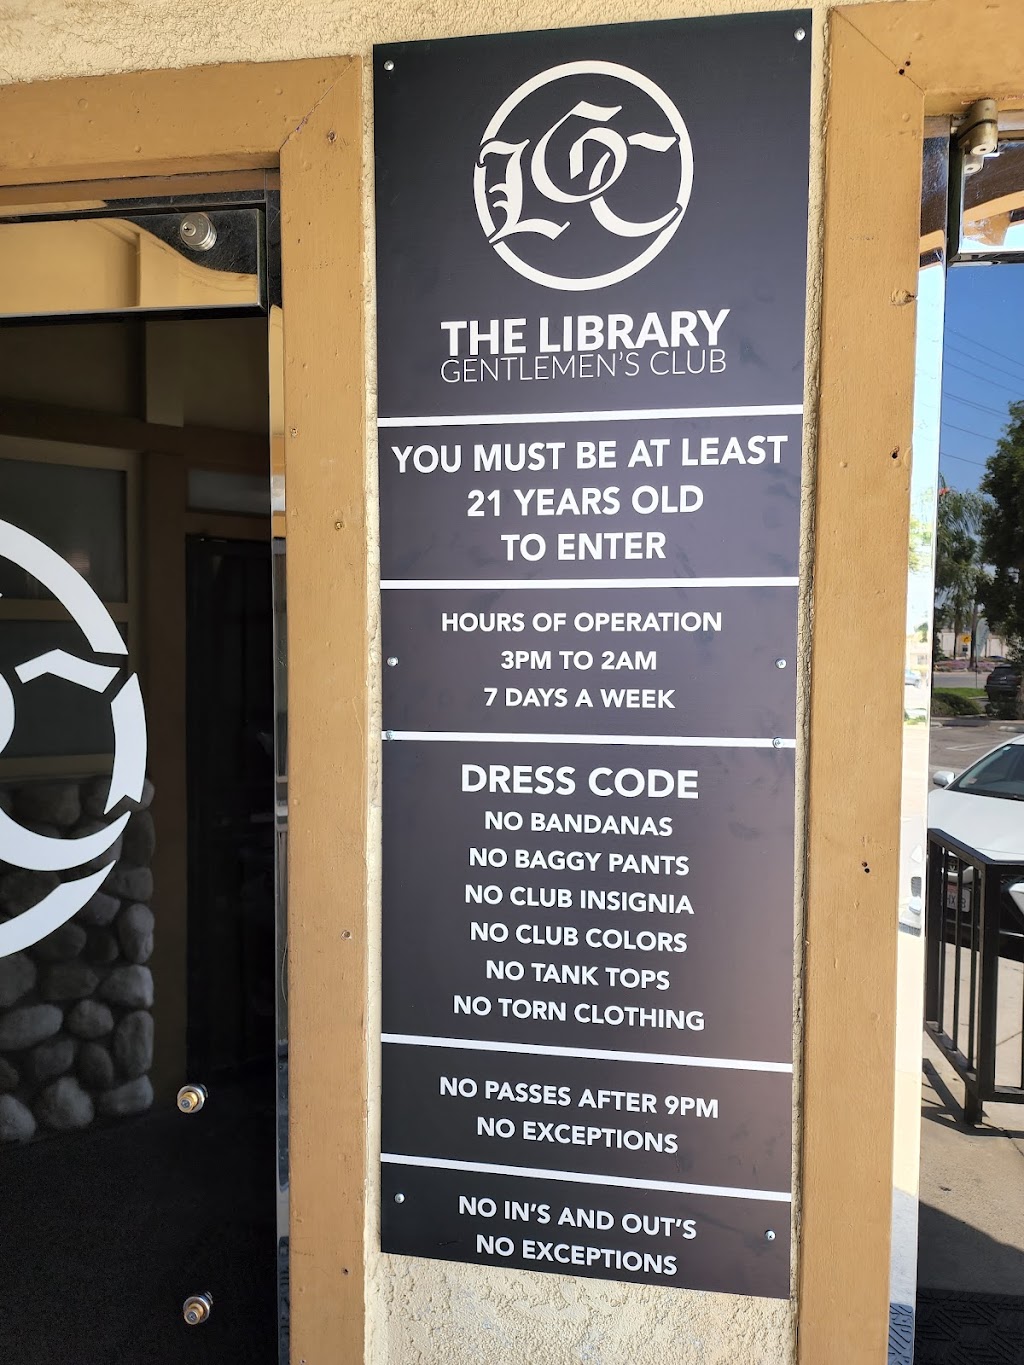 LGC
THE LIBRARY
GENTLEMEN'S CLUB
YOU MUST BE AT LEAST
21 YEARS OLD
TO ENTER
HOURS OF OPERATION
3PM TO 2AM
7 DAYS A WEEK
DRESS CODE
NO BANDANAS
NO BAGGY PANTS
NO CLUB INSIGNIA
NO CLUB COLORS
NO TANK TOPS
NO TORN CLOTHING
NO PASSES AFTER 9PM
NO EXCEPTIONS
NO IN'S AND OUT'S
NO EXCEPTIONS